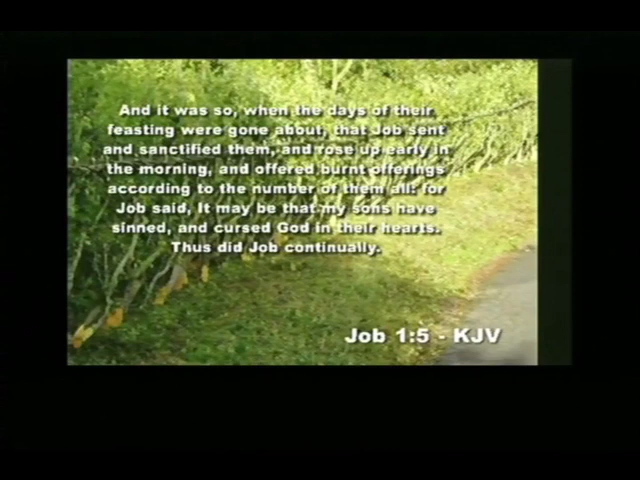 And it was so, when the days of their
feasting were gone about, that Job sent
and sanctified them, and rose up early in
the morning, and offered burnt offerings
according to the number of them all: for
Job said, It may be that my sons have
sinned, and cursed God in their hearts.
Thus did Job continually.
Job 1:5 - KJV